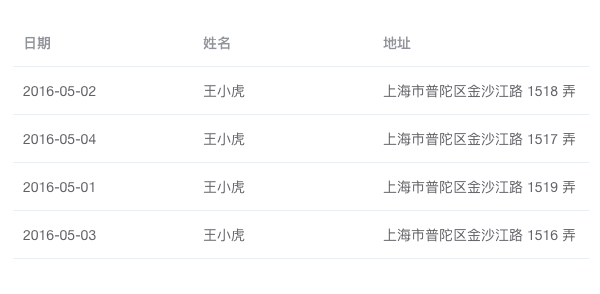 日期 姓名 地址
2016-05-02 王小虎 上海市普陀区金沙江路 1518 弄
2016-05-04 王小虎 上海市普陀区金沙江路 1517 弄
2016-05-01 王小虎 上海市普陀区金沙江路 1519 弄
2016-05-03 王小虎 上海市普陀区金沙江路 1516 弄